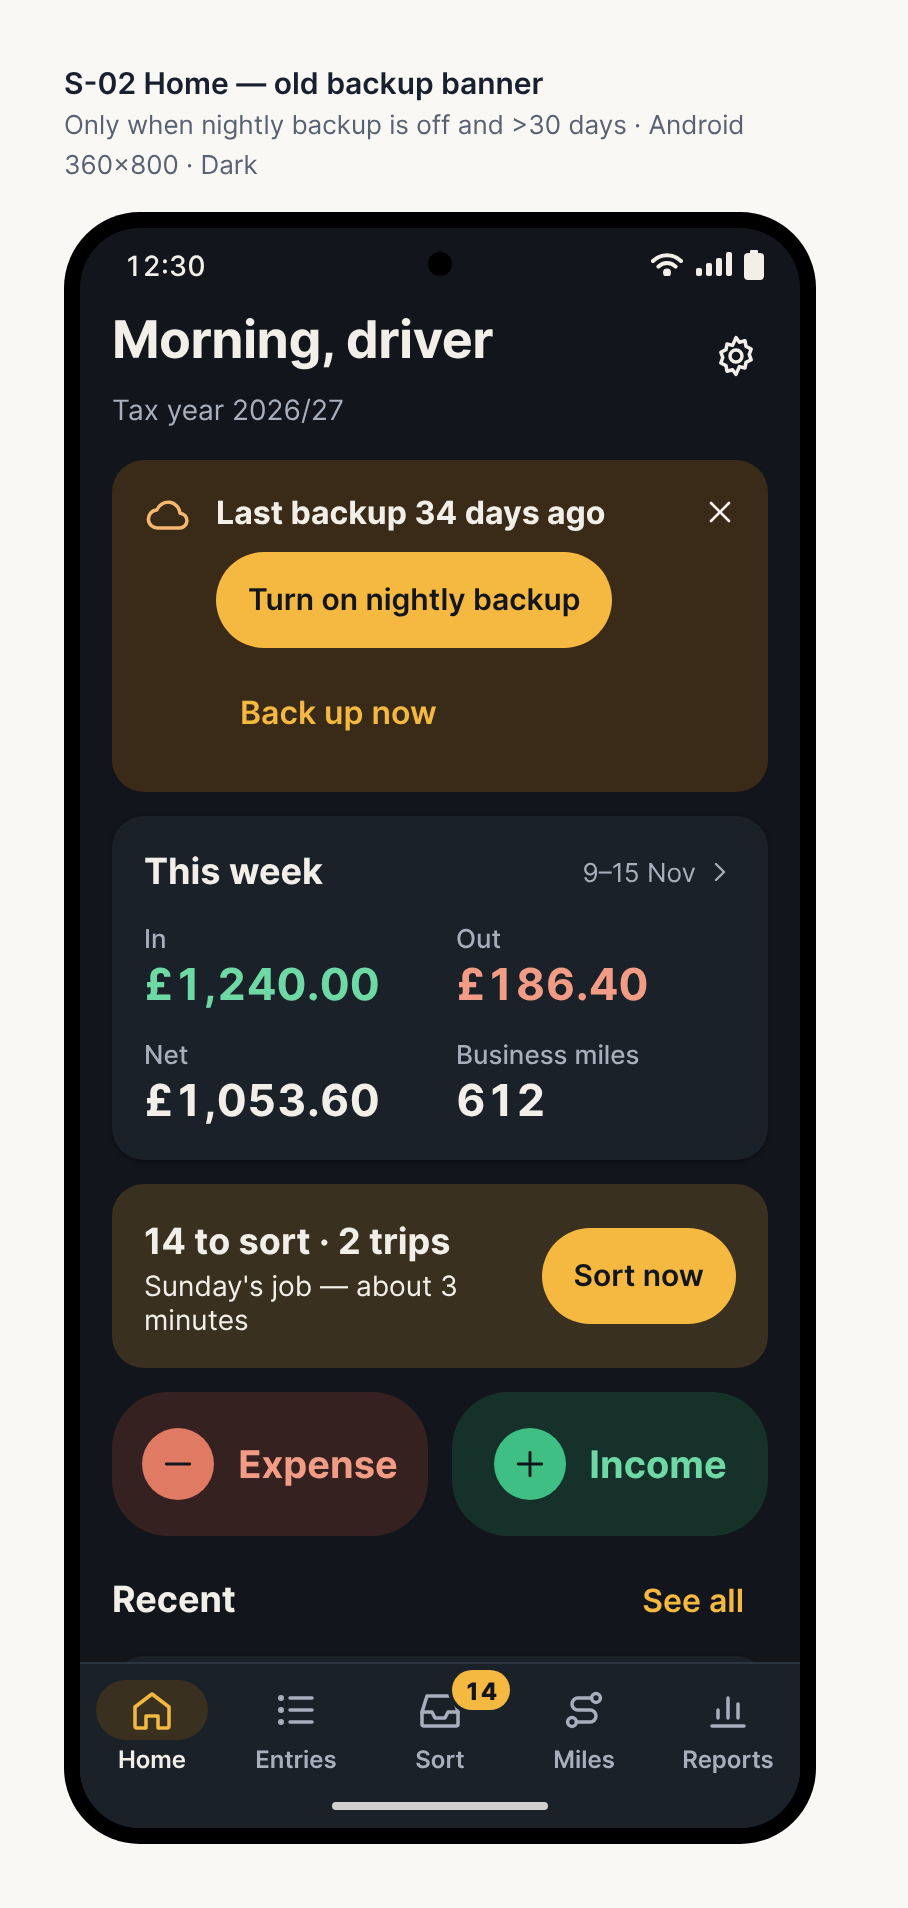 S-02 Home — old backup banner
Only when nightly backup is off and >30 days · Android
360×800 · Dark
12:30
Morning, driver
Tax year 2026/27
Last backup 34 days ago
Turn on nightly backup
Back up now
This week
9–15 Nov
In
Out
£1,240.00
£186.40
Net
Business miles
£1,053.60
612
14 to sort · 2 trips
Sunday's job — about 3
minutes
Sort now
Expense
Income
Recent
See all
14
Home
Entries
Sort
Miles
Reports